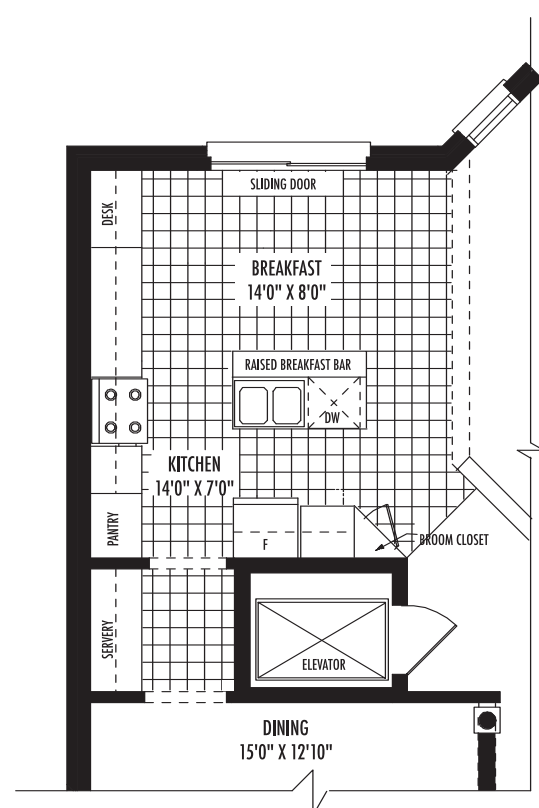 SLIDING DOOR
DESK
BREAKFAST
14'0" X 8'0"
RAISED BREAKFAST BAR
DW
KITCHEN
14'0" X 7'0"
PANTRY
F
BROOM CLOSET
SERVERY
ELEVATOR
DINING
15'0" X 12'10"